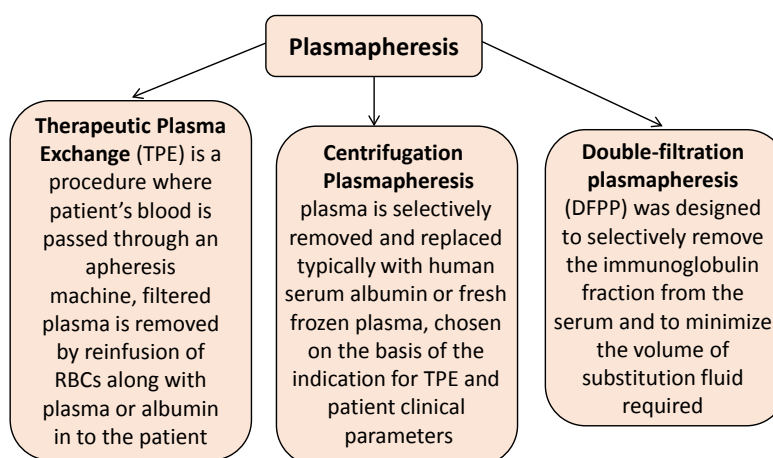 Plasmapheresis
Therapeutic Plasma
Exchange (TPE) is a
procedure where
patient's blood is
passed through an
apheresis
machine, filtered
plasma is removed
by reinfusion of
RBCs along with
plasma or albumin
in to the patient
Centrifugation
Plasmapheresis
plasma is selectively
removed and replaced
typically with human
serum albumin or fresh
frozen plasma, chosen
on the basis of the
indication for TPE and
patient clinical
parameters
Double-filtration
plasmapheresis
(DFPP) was designed
to selectively remove
the immunoglobulin
fraction from the
serum and to minimize
the volume of
substitution fluid
required